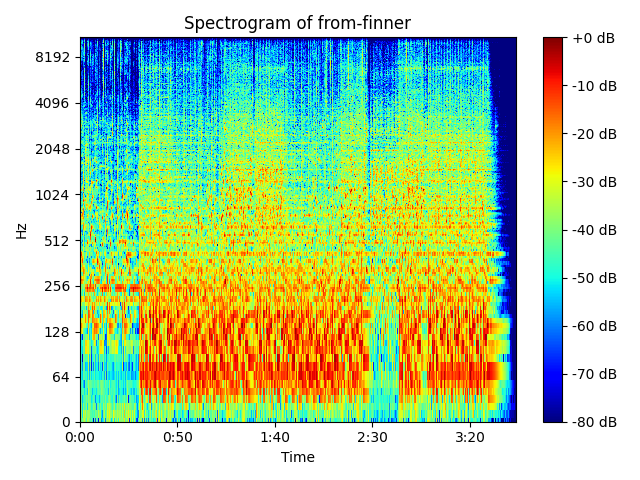 Spectrogram of from-finner
8192
4096
2048
1024
512
256
128
64
0
Hz
0:00 0:50 1:40 2:30 3:20
Time
+0 dB
-10 dB
-20 dB
-30 dB
-40 dB
-50 dB
-60 dB
-70 dB
-80 dB